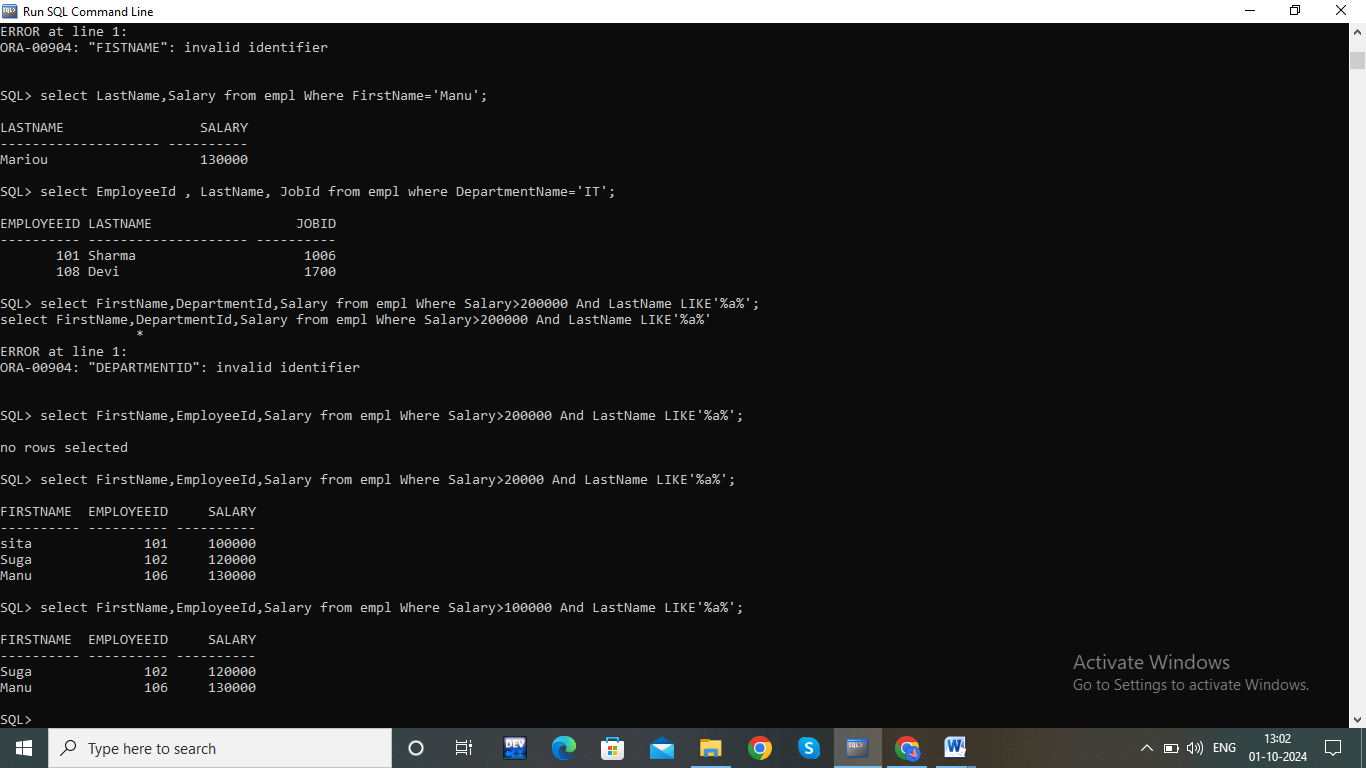 Run SQL Command Line
ERROR at line 1:
ORA-00904: "FISTNAME": invalid identifier
SQL> select LastName,Salary from empl Where FirstName='Manu';
LASTNAME                 SALARY
-------------------- ----------
Mariou                   130000
SQL> select EmployeeId , LastName, JobId from empl where DepartmentName='IT';
EMPLOYEEID LASTNAME                  JOBID
---------- -------------------- ----------
       101 Sharma                     1006
       108 Devi                       1700
SQL> select FirstName,DepartmentId,Salary from empl Where Salary>200000 And LastName LIKE'%a%';
select FirstName,DepartmentId,Salary from empl Where Salary>200000 And LastName LIKE'%a%'
                 *
ERROR at line 1:
ORA-00904: "DEPARTMENTID": invalid identifier
SQL> select FirstName,EmployeeId,Salary from empl Where Salary>200000 And LastName LIKE'%a%';
no rows selected
SQL> select FirstName,EmployeeId,Salary from empl Where Salary>20000 And LastName LIKE'%a%';
FIRSTNAME  EMPLOYEEID     SALARY
---------- ---------- ----------
sita              101     100000
Suga              102     120000
Manu              106     130000
SQL> select FirstName,EmployeeId,Salary from empl Where Salary>100000 And LastName LIKE'%a%';
FIRSTNAME  EMPLOYEEID     SALARY
---------- ---------- ----------
Suga              102     120000
Manu              106     130000
SQL>
Activate Windows
Go to Settings to activate Windows.
Type here to search
DEV
SQL>
W
ENG
13:02
01-10-2024